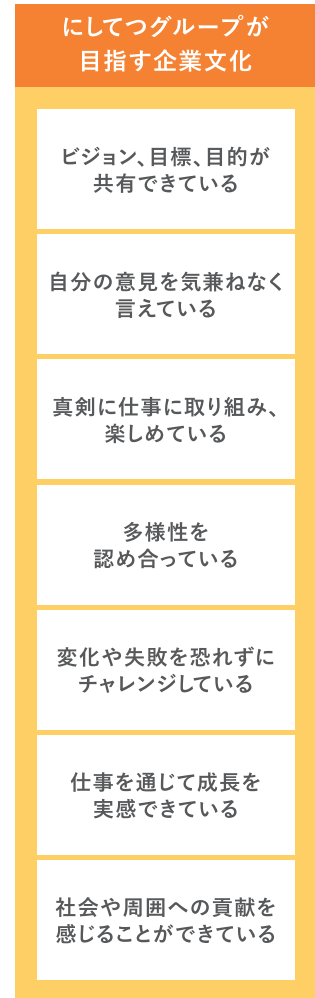 にしてつグループが
目指す企業文化
ビジョン、目標、目的が
共有できている
自分の意見を気兼ねなく
言えている
真剣に仕事に取り組み、
楽しめている
多様性を
認め合っている
変化や失敗を恐れずに
チャレンジしている
仕事を通じて成長を
実感できている
社会や周囲への貢献を
感じることができている